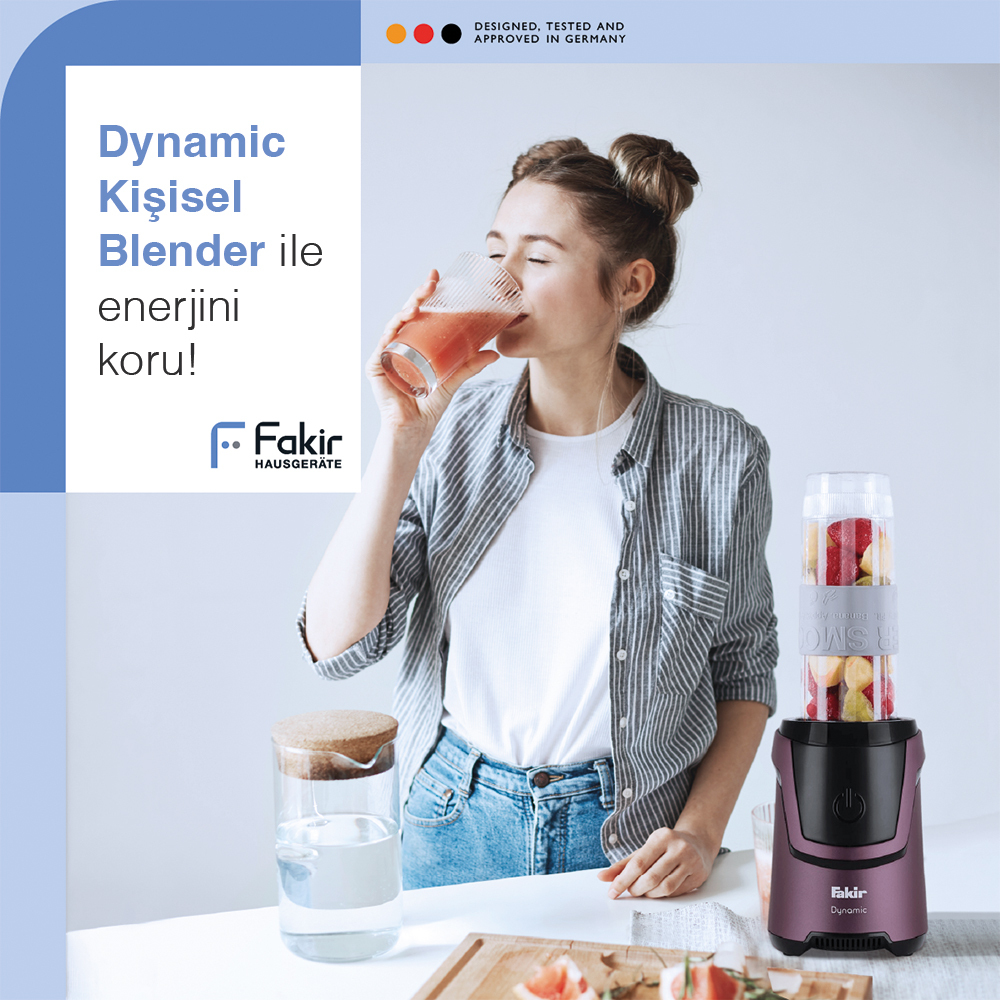 DESIGNED, TESTED AND
APPROVED IN GERMANY
Dynamic
Kişisel
Blender ile
enerjini
koru!
Fakir
HAUSGERÄTE
Fakir
Dynamic